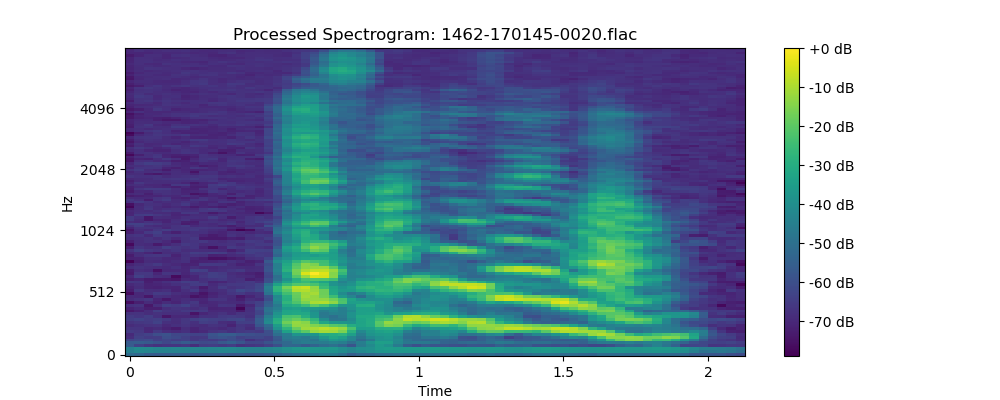 Processed Spectrogram: 1462-170145-0020.flac
Hz
4096
2048
1024
512
0
0
0.5
1
1.5
2
Time
+0 dB
-10 dB
-20 dB
-30 dB
-40 dB
-50 dB
-60 dB
-70 dB